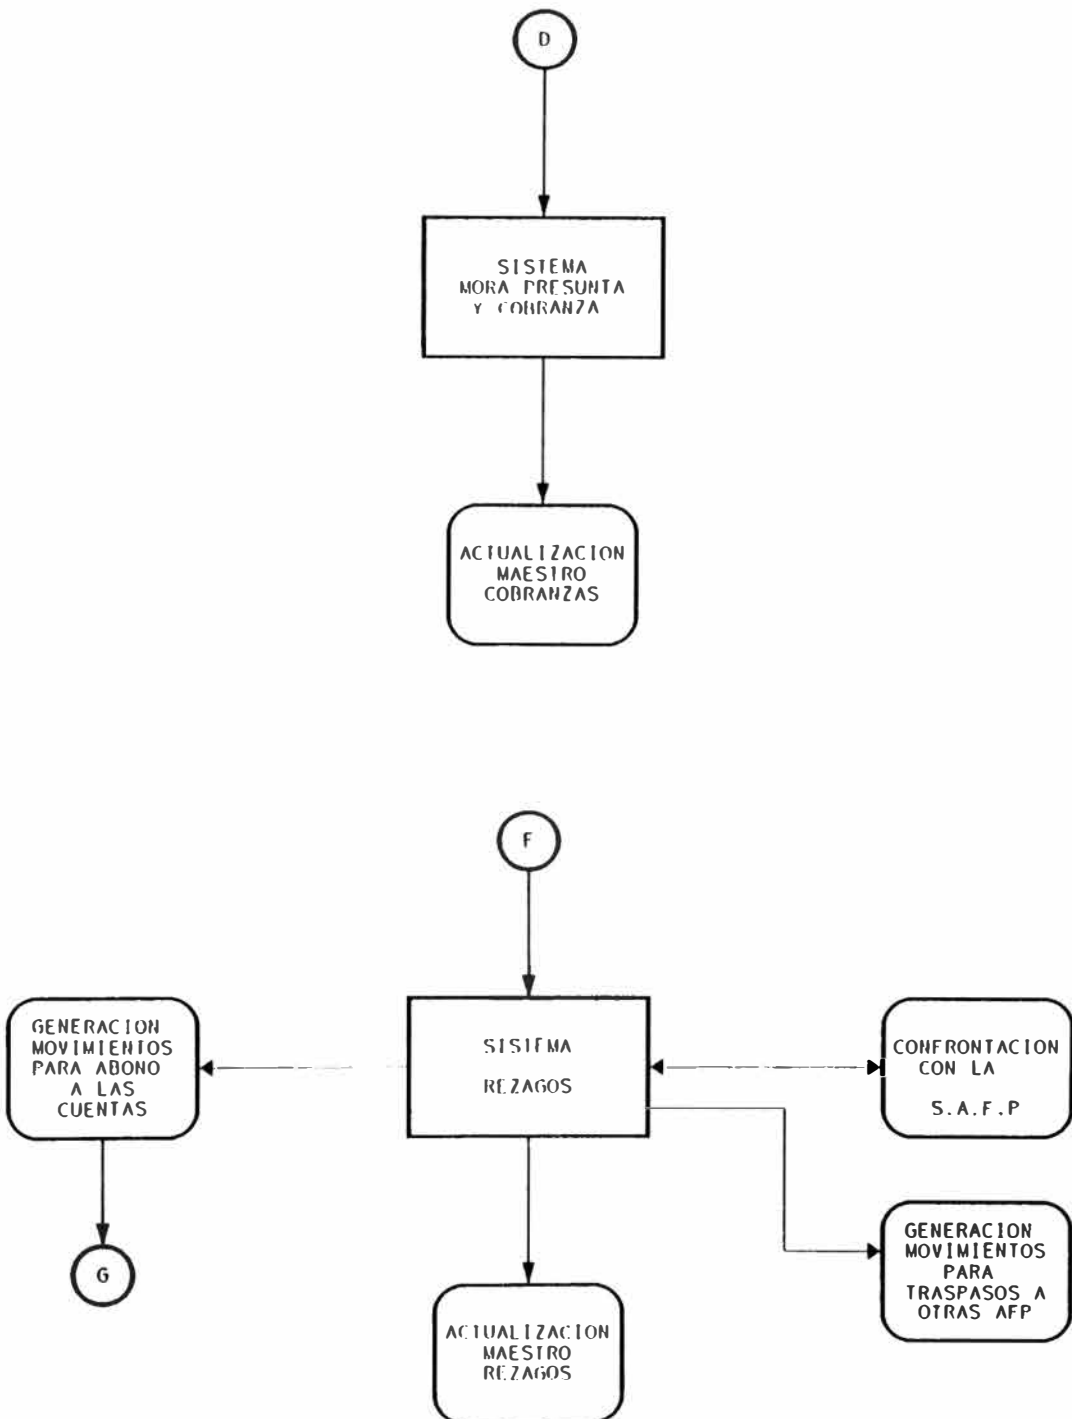 D
SISTEMA
MORA PRESUNTA
Y COBRANZA
ACTUALIZACION
MAESTRO
COBRANZAS
F
GENERACION
MOVIMIENTOS
PARA ABONO
A LAS
CUENTAS
SISTEMA
REZAGOS
CONFRONTACION
CON LA
S.A.F.P
G
GENERACION
MOVIMIENTOS
PARA
TRASPASOS A
OTRAS AFP
ACTUALIZACION
MAESTRO
REZAGOS